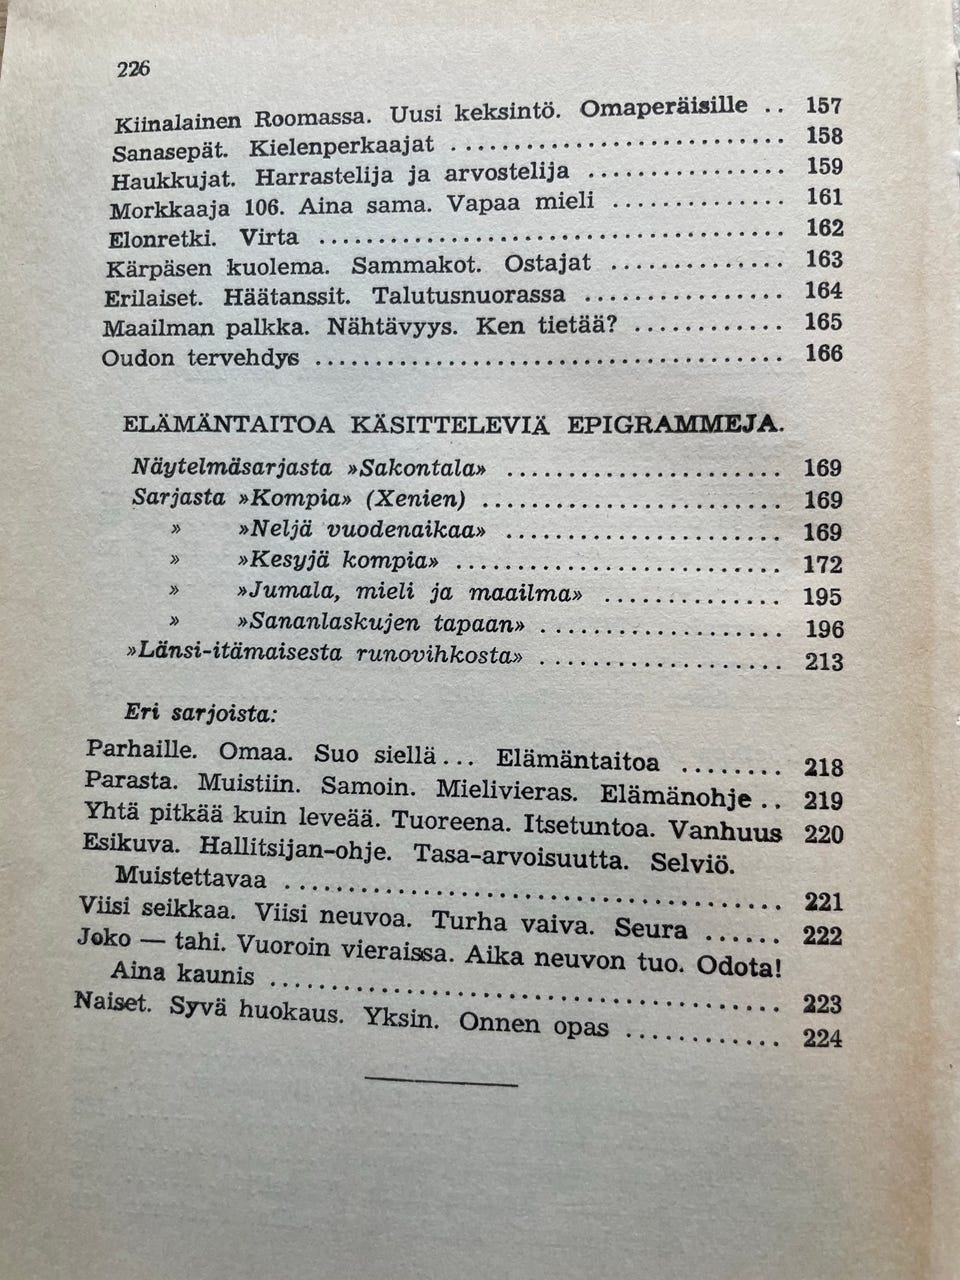 226
Kiinalainen Roomassa. Uusi keksintö. Omaperäisille .. 157
Sanasepät. Kielenperkaajat ........................... 158
Haukkujat. Harrastelija ja arvostelija ................ 159
Morkkaaja 106. Aina sama. Vapaa mieli .............. 161
Elonretki. Virta ...................................... 162
Kärpäsen kuolema. Sammakot. Ostajat .............. 163
Erilaiset. Häätanssit. Talutusnuorassa ................ 164
Maailman palkka. Nähtävyys. Ken tietää? ............ 165
Oudon tervehdys ...................................... 166
ELÄMÄNTAITOA KÄSITTELEVIÄ EPIGRAMMEJA.
Näytelmäsarjasta »Sakontala» ...................... 169
Sarjasta »Kompia» (Xenien) ........................ 169
» »Neljä vuodenaikaa» ...................... 169
» »Kesyjä kompia» .......................... 172
» »Jumala, mieli ja maailma» .............. 195
» »Sananlaskujen tapaan» .................... 196
»Länsi-itämaisesta runovihkosta» .................... 213
Eri sarjoista:
Parhaille. Omaa. Suo siellä... Elämäntaitoa ........ 218
Parasta. Muistiin. Samoin. Mielivieras. Elämänohje .. 219
Yhtä pitkää kuin leveää. Tuoreena. Itsetuntoa. Vanhuus 220
Esikuva. Hallitsijan-ohje. Tasa-arvoisuutta. Selviö.
Muistettavaa ........................................ 221
Viisi seikkaa. Viisi neuvoa. Turha vaiva. Seura ...... 222
Joko — tahi. Vuoroin vieraissa. Aika neuvon tuo. Odota!
Aina kaunis .......................................... 223
Naiset. Syvä huokaus. Yksin. Onnen opas ............ 224